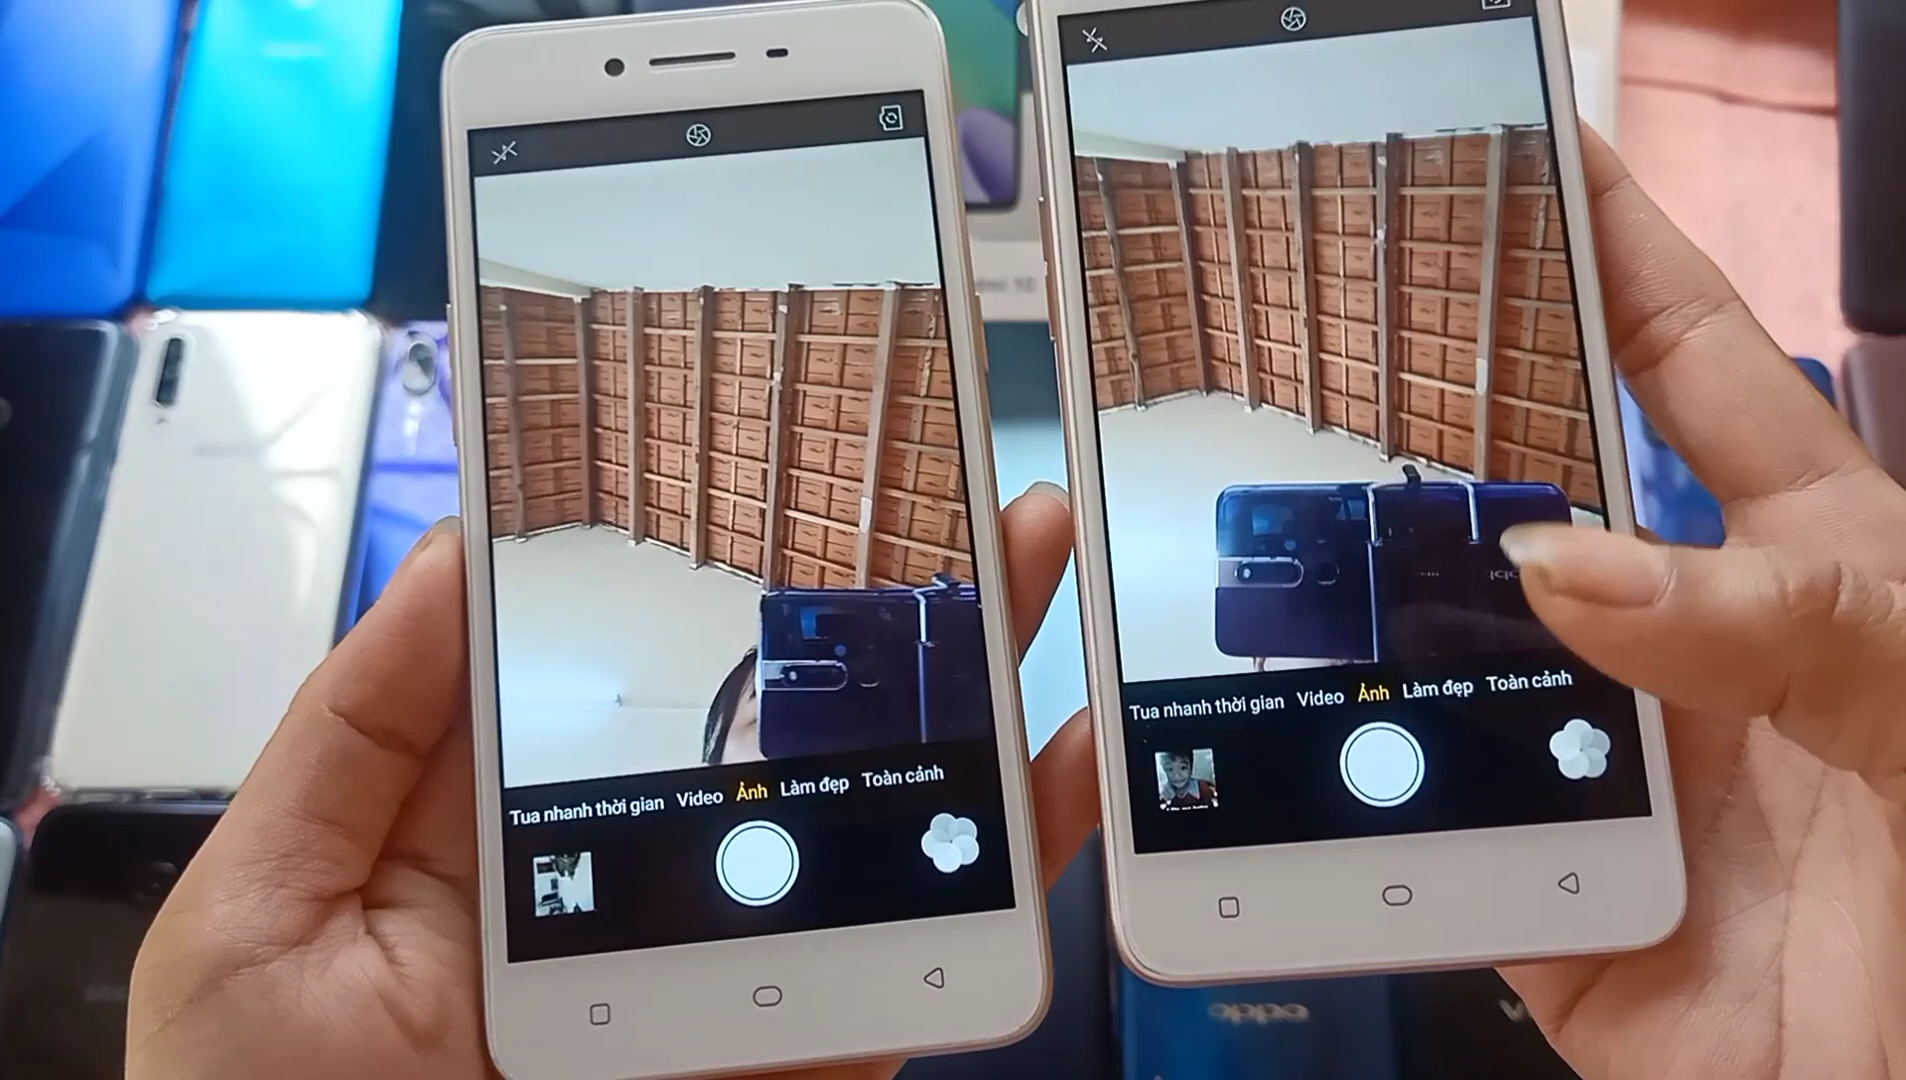 Tua nhanh thời gian Video Ảnh Làm đẹp Toàn cảnh
Tua nhanh thời gian Video Ảnh Làm đẹp Toàn cảnh
oppo